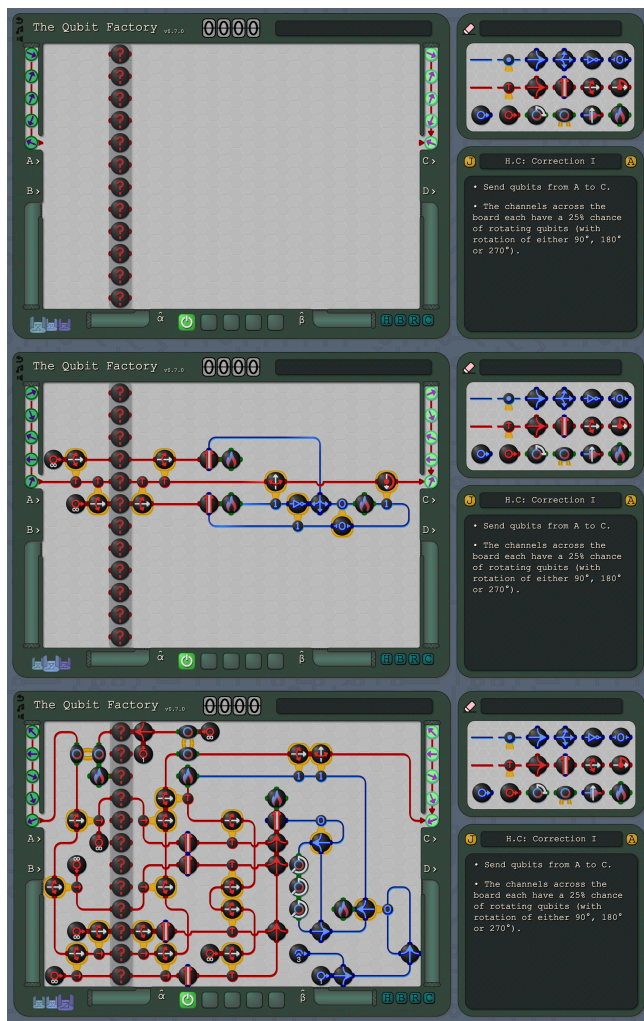 The Qubit Factory v0.7.0 0000
J H.C: Correction I A
• Send qubits from A to C.
• The channels across the
board each have a 25% chance
of rotating qubits (with
rotation of either 90°, 180°
or 270°).
A> C>
B> D>
α β H B R C
The Qubit Factory v0.7.0 0000
J H.C: Correction I A
• Send qubits from A to C.
• The channels across the
board each have a 25% chance
of rotating qubits (with
rotation of either 90°, 180°
or 270°).
A> C>
B> D>
α β H B R C
The Qubit Factory v0.7.0 0000
J H.C: Correction I A
• Send qubits from A to C.
• The channels across the
board each have a 25% chance
of rotating qubits (with
rotation of either 90°, 180°
or 270°).
A> C>
B> D>
α β H B R C